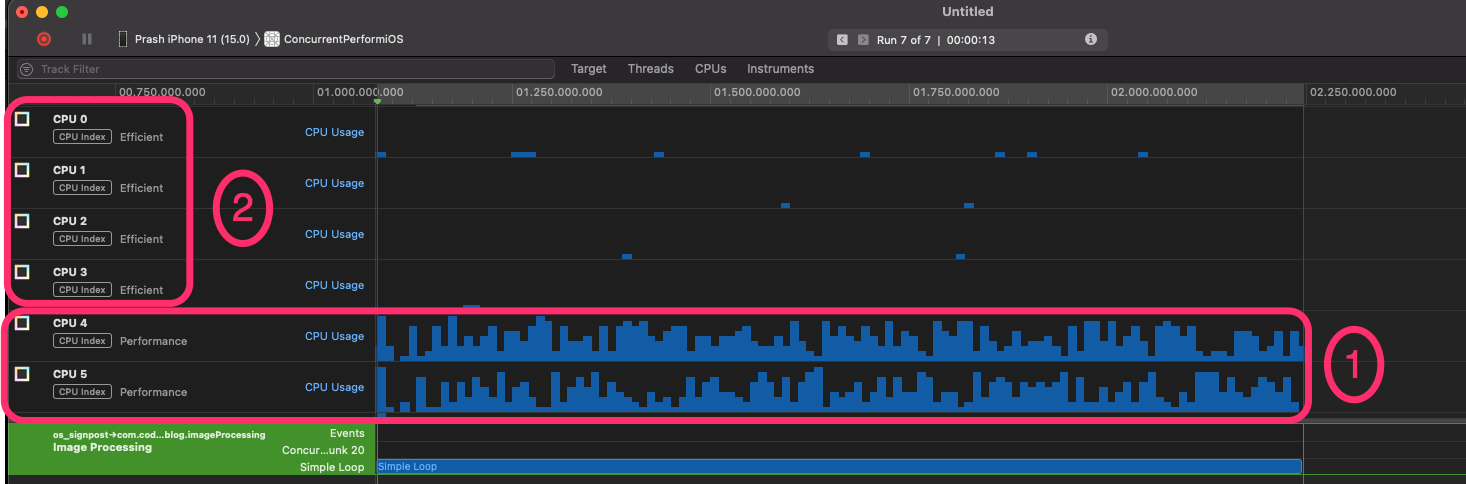 Untitled
Prash iPhone 11 (15.0) 〉 ConcurrentPerformiOS
Run 7 of 7 | 00:00:13
Track Filter
Target Threads CPUs Instruments
00.750.000.000 01.000.000.000 01.250.000.000 01.500.000.000 01.750.000.000 02.000.000.000 02.250.000.000
CPU 0
CPU Index Efficient
CPU Usage
CPU 1
CPU Index Efficient
CPU Usage
2
CPU 2
CPU Index Efficient
CPU Usage
CPU 3
CPU Index Efficient
CPU Usage
CPU 4
CPU Index Performance
CPU Usage
1
CPU 5
CPU Index Performance
CPU Usage
os_signpost→com.cod...blog.imageProcessing
Image Processing
Events
Concur...unk 20
Simple Loop
Simple Loop